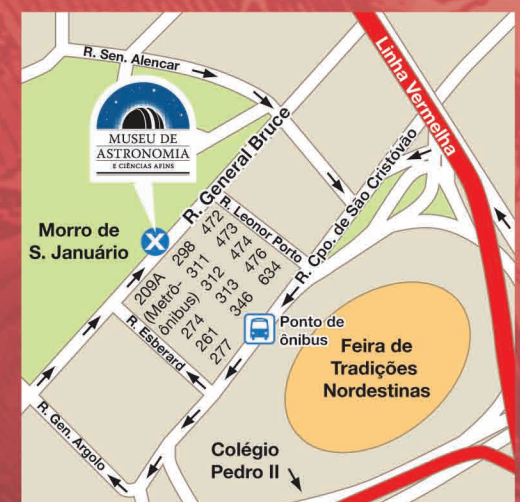 R. Sen. Alencar
Linha Vermelha
MUSEU DE
ASTRONOMIA
E CIÊNCIAS AFINS
R. General Bruce
R. Cpo. de São Cristóvão
Morro de
S. Januário
R. Leonor Porto
209A 298 472
(Metrô- 311 473
ônibus) 312 474
274 313 476
261 346 634
277
R. Esberard
Ponto de
ônibus
Feira de
Tradições
Nordestinas
R. Gen. Argolo
Colégio
Pedro II